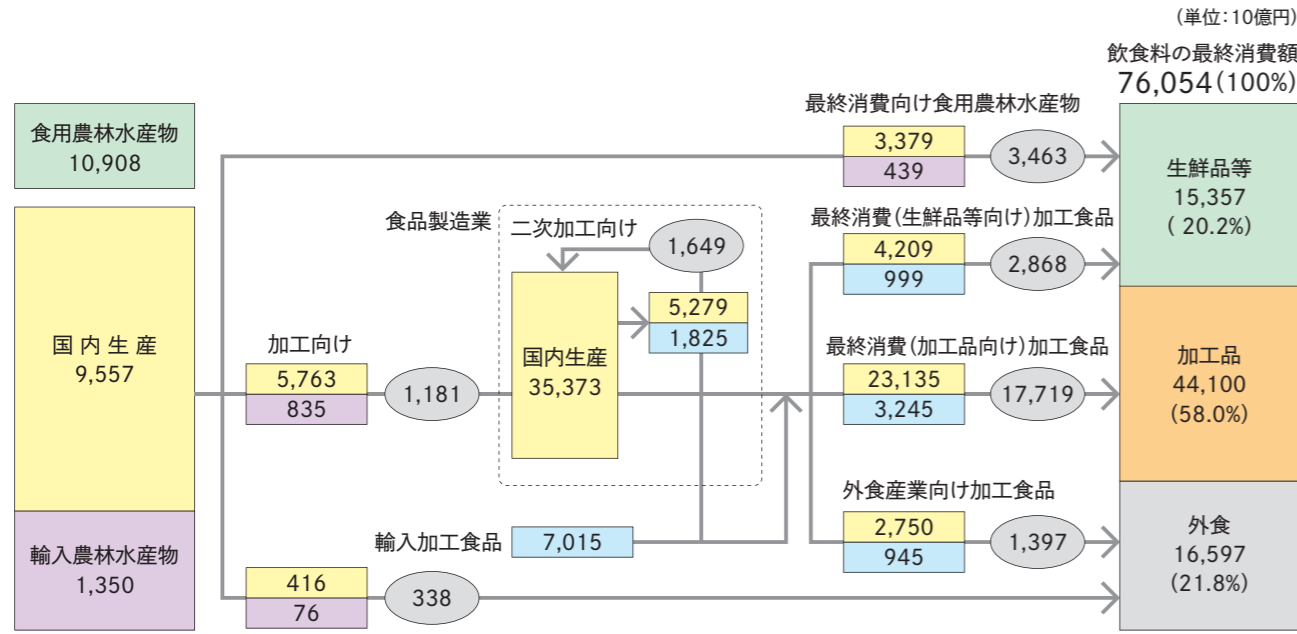 (単位：10億円)
飲食料の最終消費額
76,054(100%)
食用農林水産物
10,908
国内生産
9,557
輸入農林水産物
1,350
最終消費向け食用農林水産物
3,379
439
3,463
食品製造業
二次加工向け
1,649
5,279
1,825
国内生産
35,373
加工向け
5,763
835
1,181
最終消費(生鮮品等向け)加工食品
4,209
999
2,868
最終消費(加工品向け)加工食品
23,135
3,245
17,719
外食産業向け加工食品
2,750
945
1,397
輸入加工食品
7,015
416
76
338
生鮮品等
15,357
( 20.2%)
加工品
44,100
(58.0%)
外食
16,597
(21.8%)